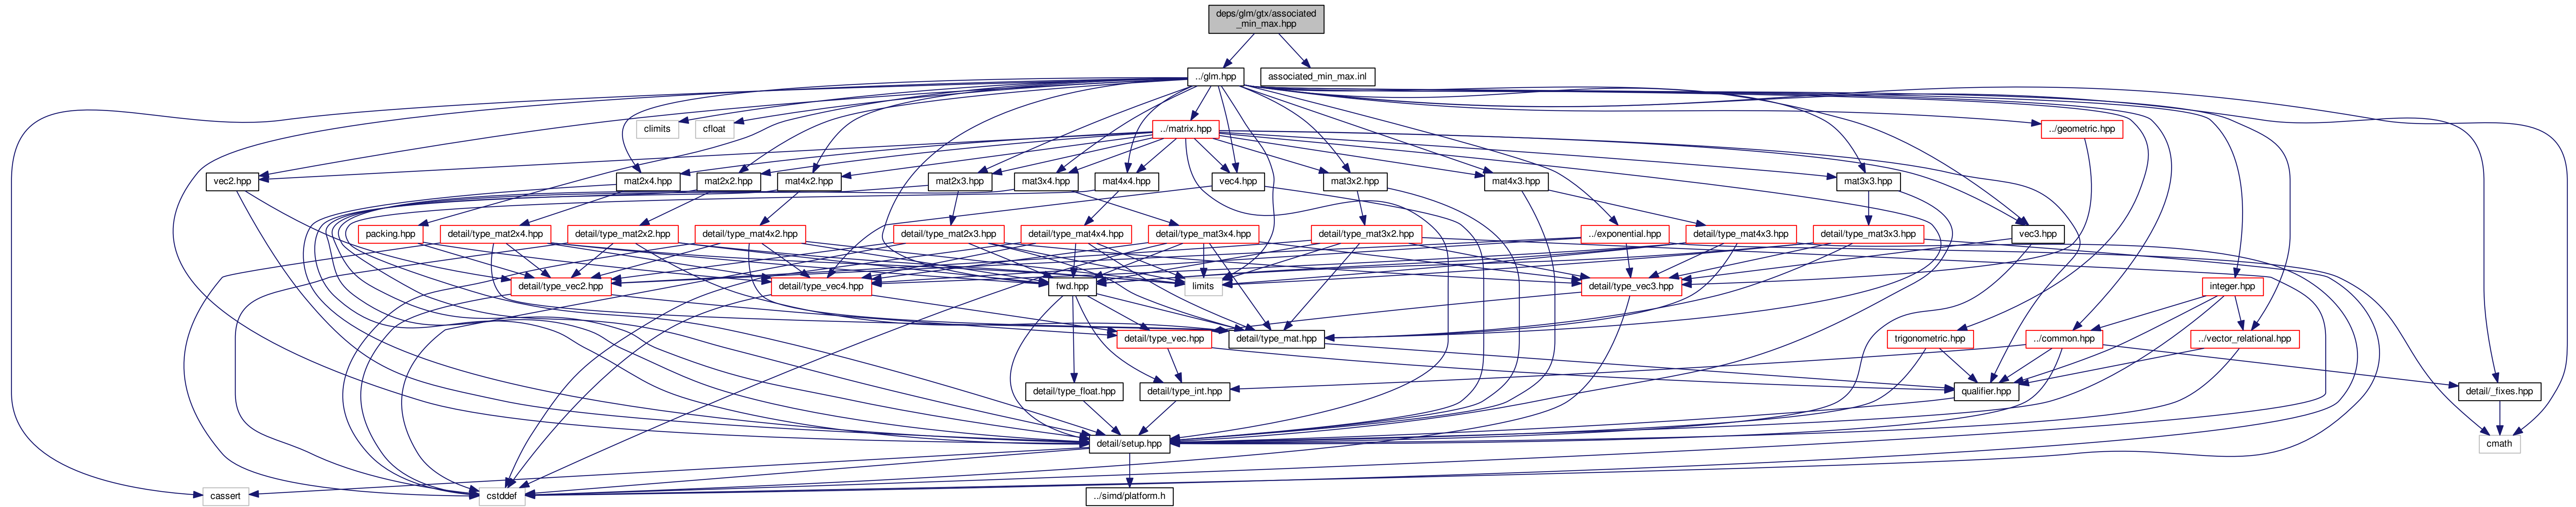 deps/glm/gtx/associated
_min_max.hpp
../glm.hpp
associated_min_max.inl
climits
cfloat
../matrix.hpp
../geometric.hpp
vec2.hpp
mat2x4.hpp
mat2x2.hpp
mat4x2.hpp
mat2x3.hpp
mat3x4.hpp
mat4x4.hpp
vec4.hpp
mat3x2.hpp
mat4x3.hpp
mat3x3.hpp
packing.hpp
detail/type_mat2x4.hpp
detail/type_mat2x2.hpp
detail/type_mat4x2.hpp
detail/type_mat2x3.hpp
detail/type_mat4x4.hpp
detail/type_mat3x4.hpp
detail/type_mat3x2.hpp
../exponential.hpp
detail/type_mat4x3.hpp
detail/type_mat3x3.hpp
vec3.hpp
detail/type_vec2.hpp
detail/type_vec4.hpp
fwd.hpp
limits
detail/type_vec3.hpp
integer.hpp
detail/type_vec.hpp
detail/type_mat.hpp
trigonometric.hpp
../common.hpp
../vector_relational.hpp
detail/type_float.hpp
detail/type_int.hpp
qualifier.hpp
detail/_fixes.hpp
detail/setup.hpp
cmath
cassert
cstddef
../simd/platform.h